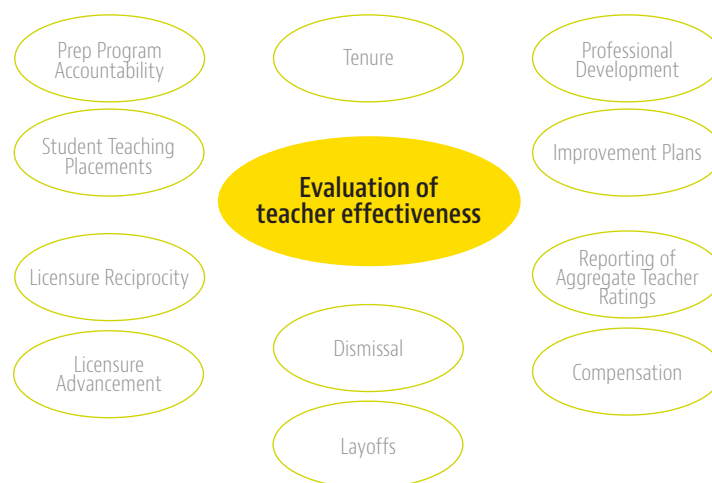 Prep Program
Accountability
Tenure
Professional
Development
Student Teaching
Placements
Improvement Plans
Evaluation of
teacher effectiveness
Licensure Reciprocity
Reporting of
Aggregate Teacher
Ratings
Dismissal
Licensure
Advancement
Compensation
Layoffs